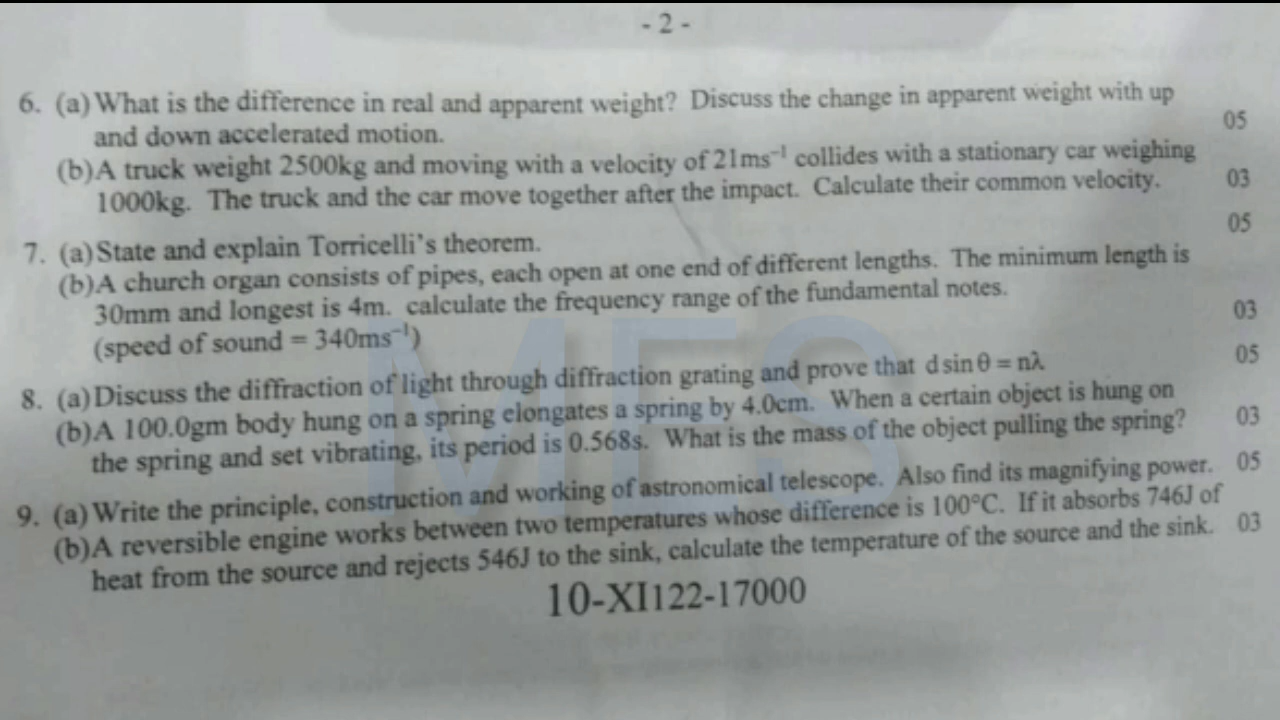 - 2 -
6. (a) What is the difference in real and apparent weight? Discuss the change in apparent weight with up
and down accelerated motion. 05
(b) A truck weight 2500kg and moving with a velocity of 21ms⁻¹ collides with a stationary car weighing
1000kg. The truck and the car move together after the impact. Calculate their common velocity. 03
7. (a) State and explain Torricelli's theorem. 05
(b) A church organ consists of pipes, each open at one end of different lengths. The minimum length is
30mm and longest is 4m. calculate the frequency range of the fundamental notes.
(speed of sound = 340ms⁻¹) 03
8. (a) Discuss the diffraction of light through diffraction grating and prove that d sin θ = nλ 05
(b) A 100.0gm body hung on a spring elongates a spring by 4.0cm. When a certain object is hung on
the spring and set vibrating, its period is 0.568s. What is the mass of the object pulling the spring? 03
9. (a) Write the principle, construction and working of astronomical telescope. Also find its magnifying power. 05
(b) A reversible engine works between two temperatures whose difference is 100°C. If it absorbs 746J of
heat from the source and rejects 546J to the sink, calculate the temperature of the source and the sink. 03
10-XI122-17000
MES